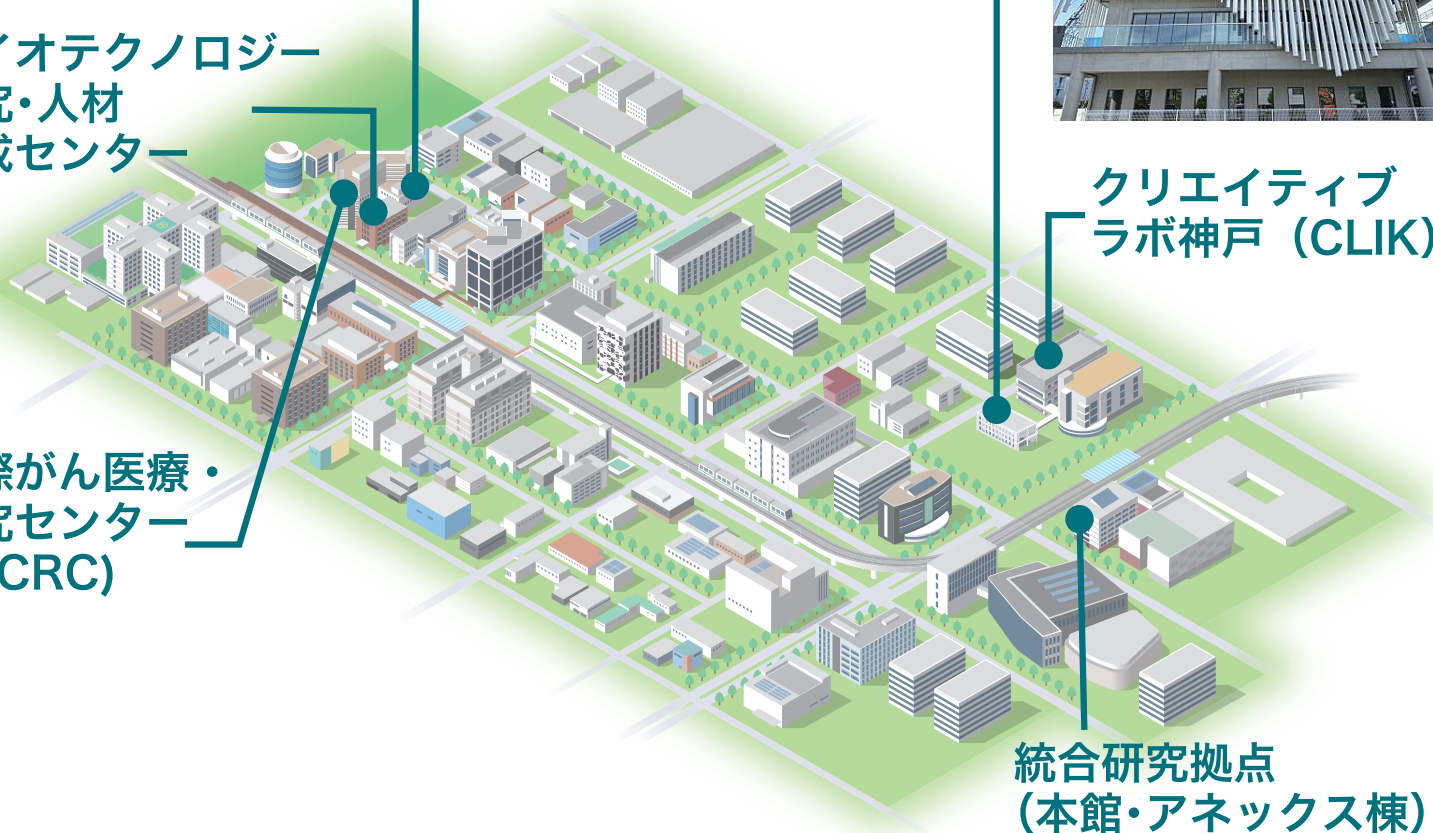 イオテクノロジー
究・人材
成センター
クリエイティブ
ラボ神戸（CLIK）
際がん医療・
究センター
CRC)
統合研究拠点
（本館・アネックス棟）